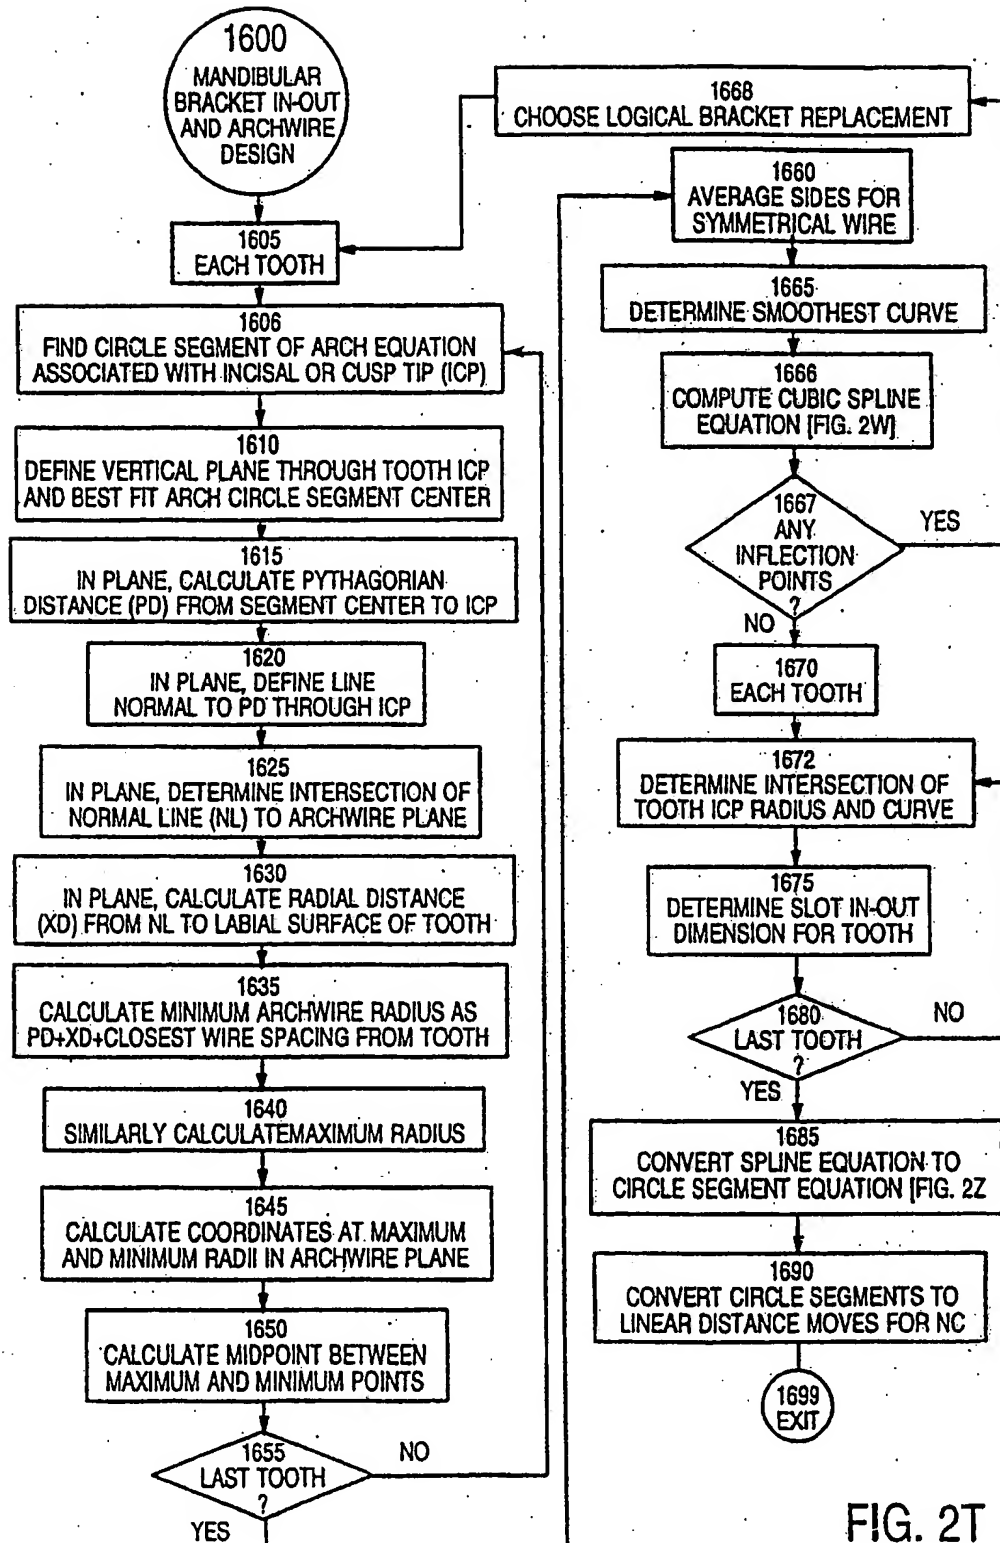 1600
MANDIBULAR
BRACKET IN-OUT
AND ARCHWIRE
DESIGN
1605
EACH TOOTH
1606
FIND CIRCLE SEGMENT OF ARCH EQUATION
ASSOCIATED WITH INCISAL OR CUSP TIP (ICP)
1610
DEFINE VERTICAL PLANE THROUGH TOOTH ICP
AND BEST FIT ARCH CIRCLE SEGMENT CENTER
1615
IN PLANE, CALCULATE PYTHAGORIAN
DISTANCE (PD) FROM SEGMENT CENTER TO ICP
1620
IN PLANE, DEFINE LINE
NORMAL TO PD THROUGH ICP
1625
IN PLANE, DETERMINE INTERSECTION OF
NORMAL LINE (NL) TO ARCHWIRE PLANE
1630
IN PLANE, CALCULATE RADIAL DISTANCE
(XD) FROM NL TO LABIAL SURFACE OF TOOTH
1635
CALCULATE MINIMUM ARCHWIRE RADIUS AS
PD+XD+CLOSEST WIRE SPACING FROM TOOTH
1640
SIMILARLY CALCULATEMAXIMUM RADIUS
1645
CALCULATE COORDINATES AT MAXIMUM
AND MINIMUM RADII IN ARCHWIRE PLANE
1650
CALCULATE MIDPOINT BETWEEN
MAXIMUM AND MINIMUM POINTS
1655
LAST TOOTH
?
NO
YES
1668
CHOOSE LOGICAL BRACKET REPLACEMENT
1660
AVERAGE SIDES FOR
SYMMETRICAL WIRE
1665
DETERMINE SMOOTHEST CURVE
1666
COMPUTE CUBIC SPLINE
EQUATION [FIG. 2W]
1667
ANY
INFLECTION
POINTS
?
YES
NO
1670
EACH TOOTH
1672
DETERMINE INTERSECTION OF
TOOTH ICP RADIUS AND CURVE
1675
DETERMINE SLOT IN-OUT
DIMENSION FOR TOOTH
1680
LAST TOOTH
?
NO
YES
1685
CONVERT SPLINE EQUATION TO
CIRCLE SEGMENT EQUATION [FIG. 2Z
1690
CONVERT CIRCLE SEGMENTS TO
LINEAR DISTANCE MOVES FOR NC
1699
EXIT
FIG. 2T